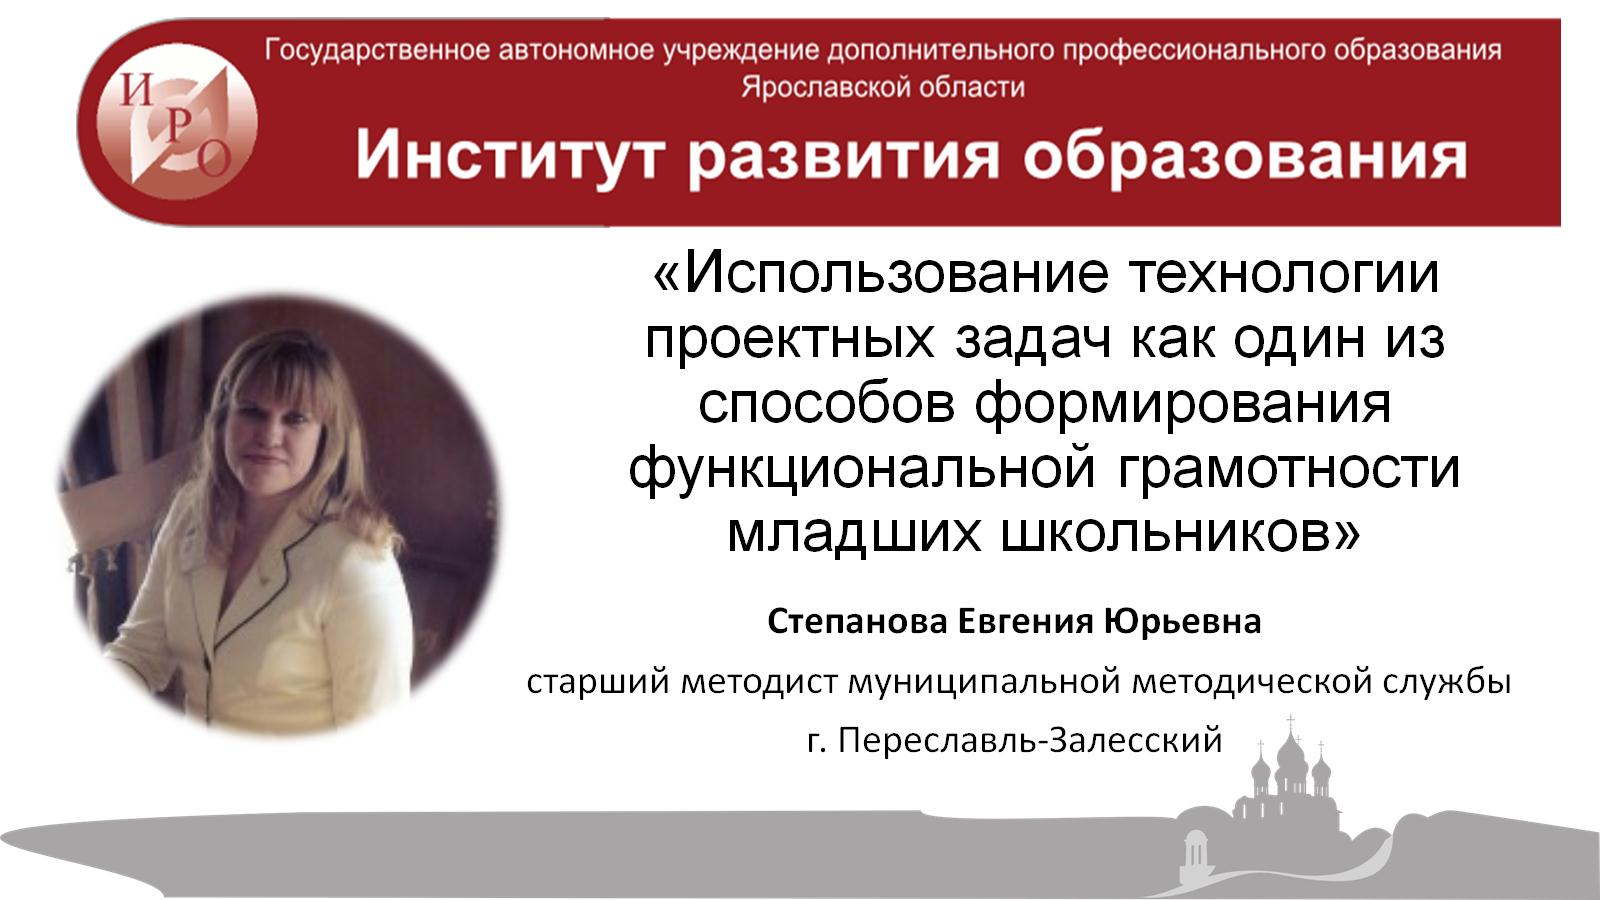 Государственное автономное учреждение дополнительного профессионального образования
Ярославской области
И
Р
О
Институт развития образования
«Использование технологии
проектных задач как один из
способов формирования
функциональной грамотности
младших школьников»
Степанова Евгения Юрьевна
старший методист муниципальной методической службы
г. Переславль-Залесский